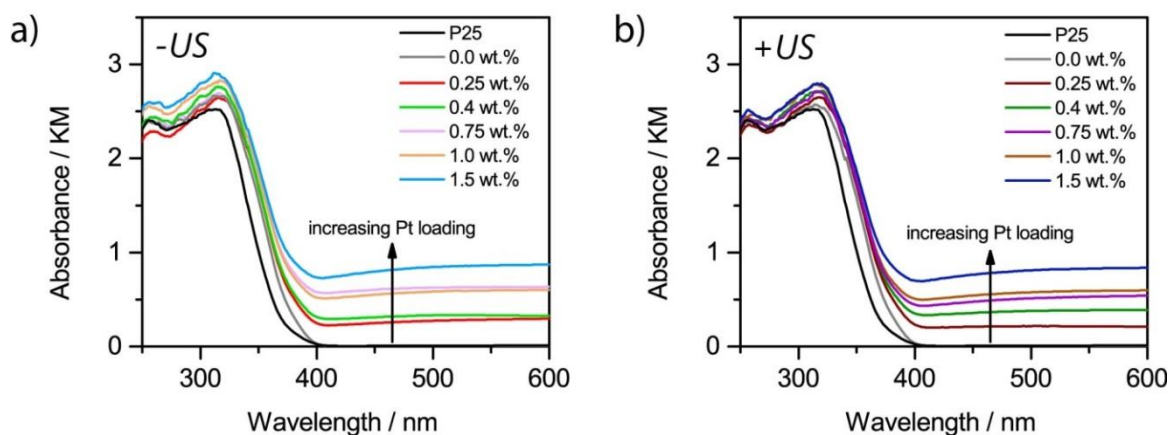 a)
-US
P25
0.0 wt.%
0.25 wt.%
0.4 wt.%
0.75 wt.%
1.0 wt.%
1.5 wt.%
increasing Pt loading
Absorbance / KM
3
2
1
0
300 400 500 600
Wavelength / nm
b)
+US
P25
0.0 wt.%
0.25 wt.%
0.4 wt.%
0.75 wt.%
1.0 wt.%
1.5 wt.%
increasing Pt loading
Absorbance / KM
3
2
1
0
300 400 500 600
Wavelength / nm